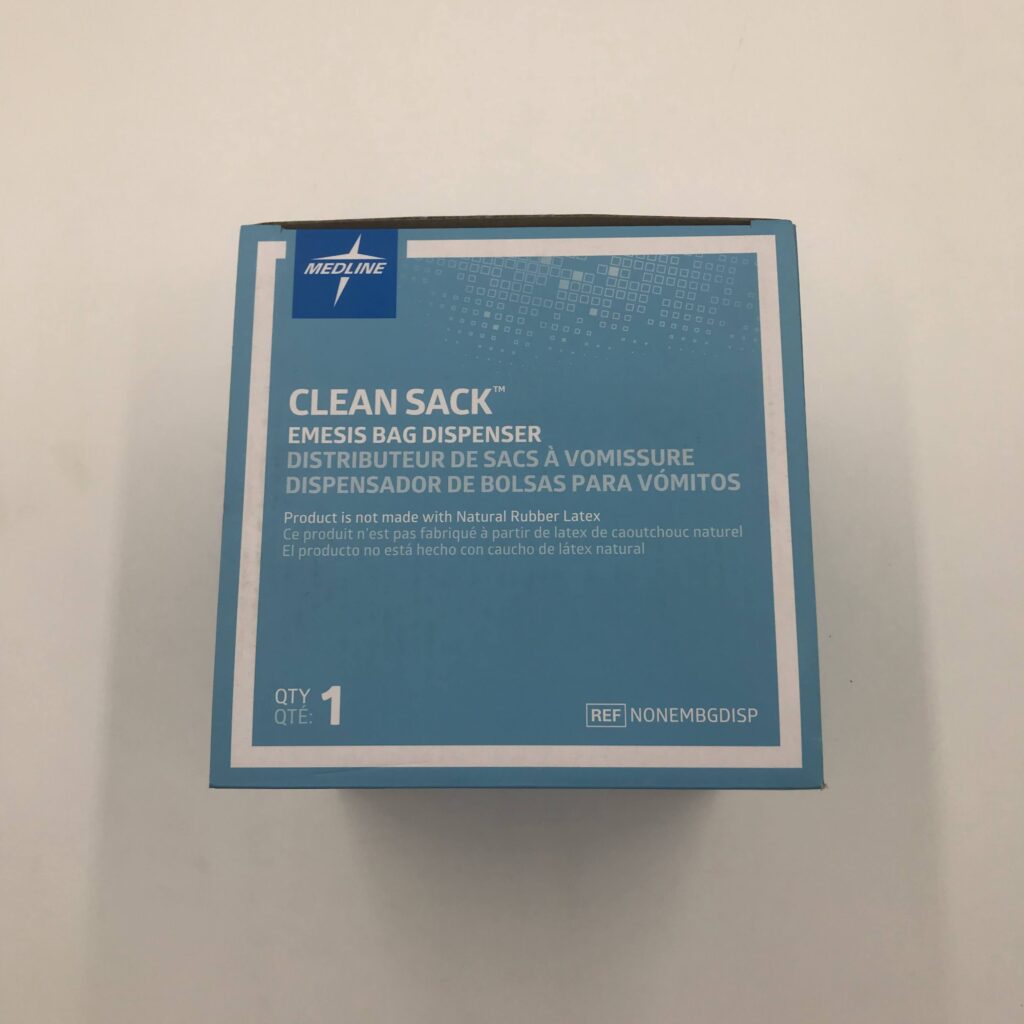 MEDLINE
CLEAN SACK™
EMESIS BAG DISPENSER
DISTRIBUTEUR DE SACS À VOMISSURE
DISPENSADOR DE BOLSAS PARA VÓMITOS
Product is not made with Natural Rubber Latex
Ce produit n'est pas fabriqué à partir de latex de caoutchouc naturel
El producto no está hecho con caucho de látex natural
QTY 1
QTÉ:
REF NONEMBGDISP